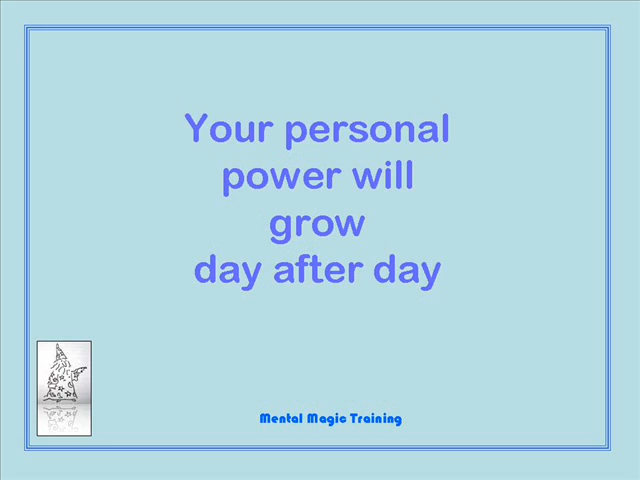 Your personal
power will
grow
day after day
Mental Magic Training